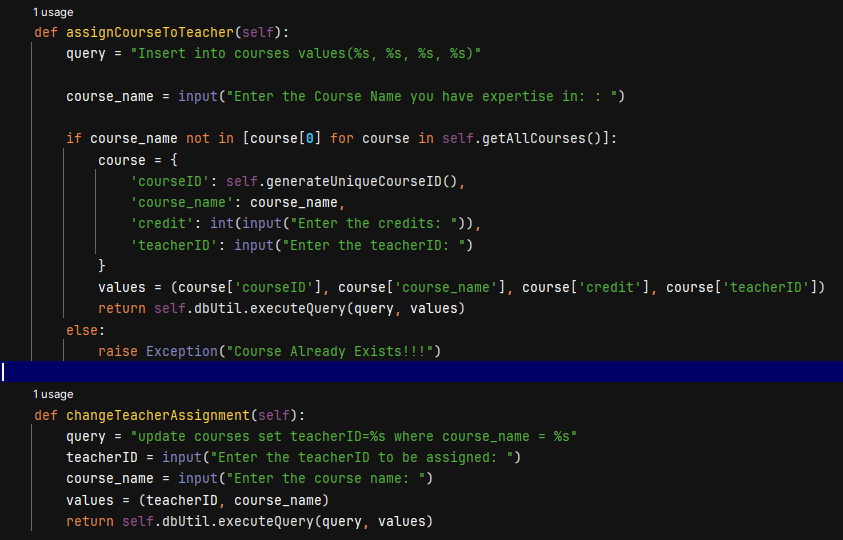 1 usage
def assignCourseToTeacher(self):
query = "Insert into courses values(%s, %s, %s, %s)"
course_name = input("Enter the Course Name you have expertise in: : ")
if course_name not in [course[0] for course in self.getAllCourses()]:
course = {
'courseID': self.generateUniqueCourseID(),
'course_name': course_name,
'credit': int(input("Enter the credits: ")),
'teacherID': input("Enter the teacherID: ")
}
values = (course['courseID'], course['course_name'], course['credit'], course['teacherID'])
return self.dbUtil.executeQuery(query, values)
else:
raise Exception("Course Already Exists!!!")
1 usage
def changeTeacherAssignment(self):
query = "update courses set teacherID=%s where course_name = %s"
teacherID = input("Enter the teacherID to be assigned: ")
course_name = input("Enter the course name: ")
values = (teacherID, course_name)
return self.dbUtil.executeQuery(query, values)